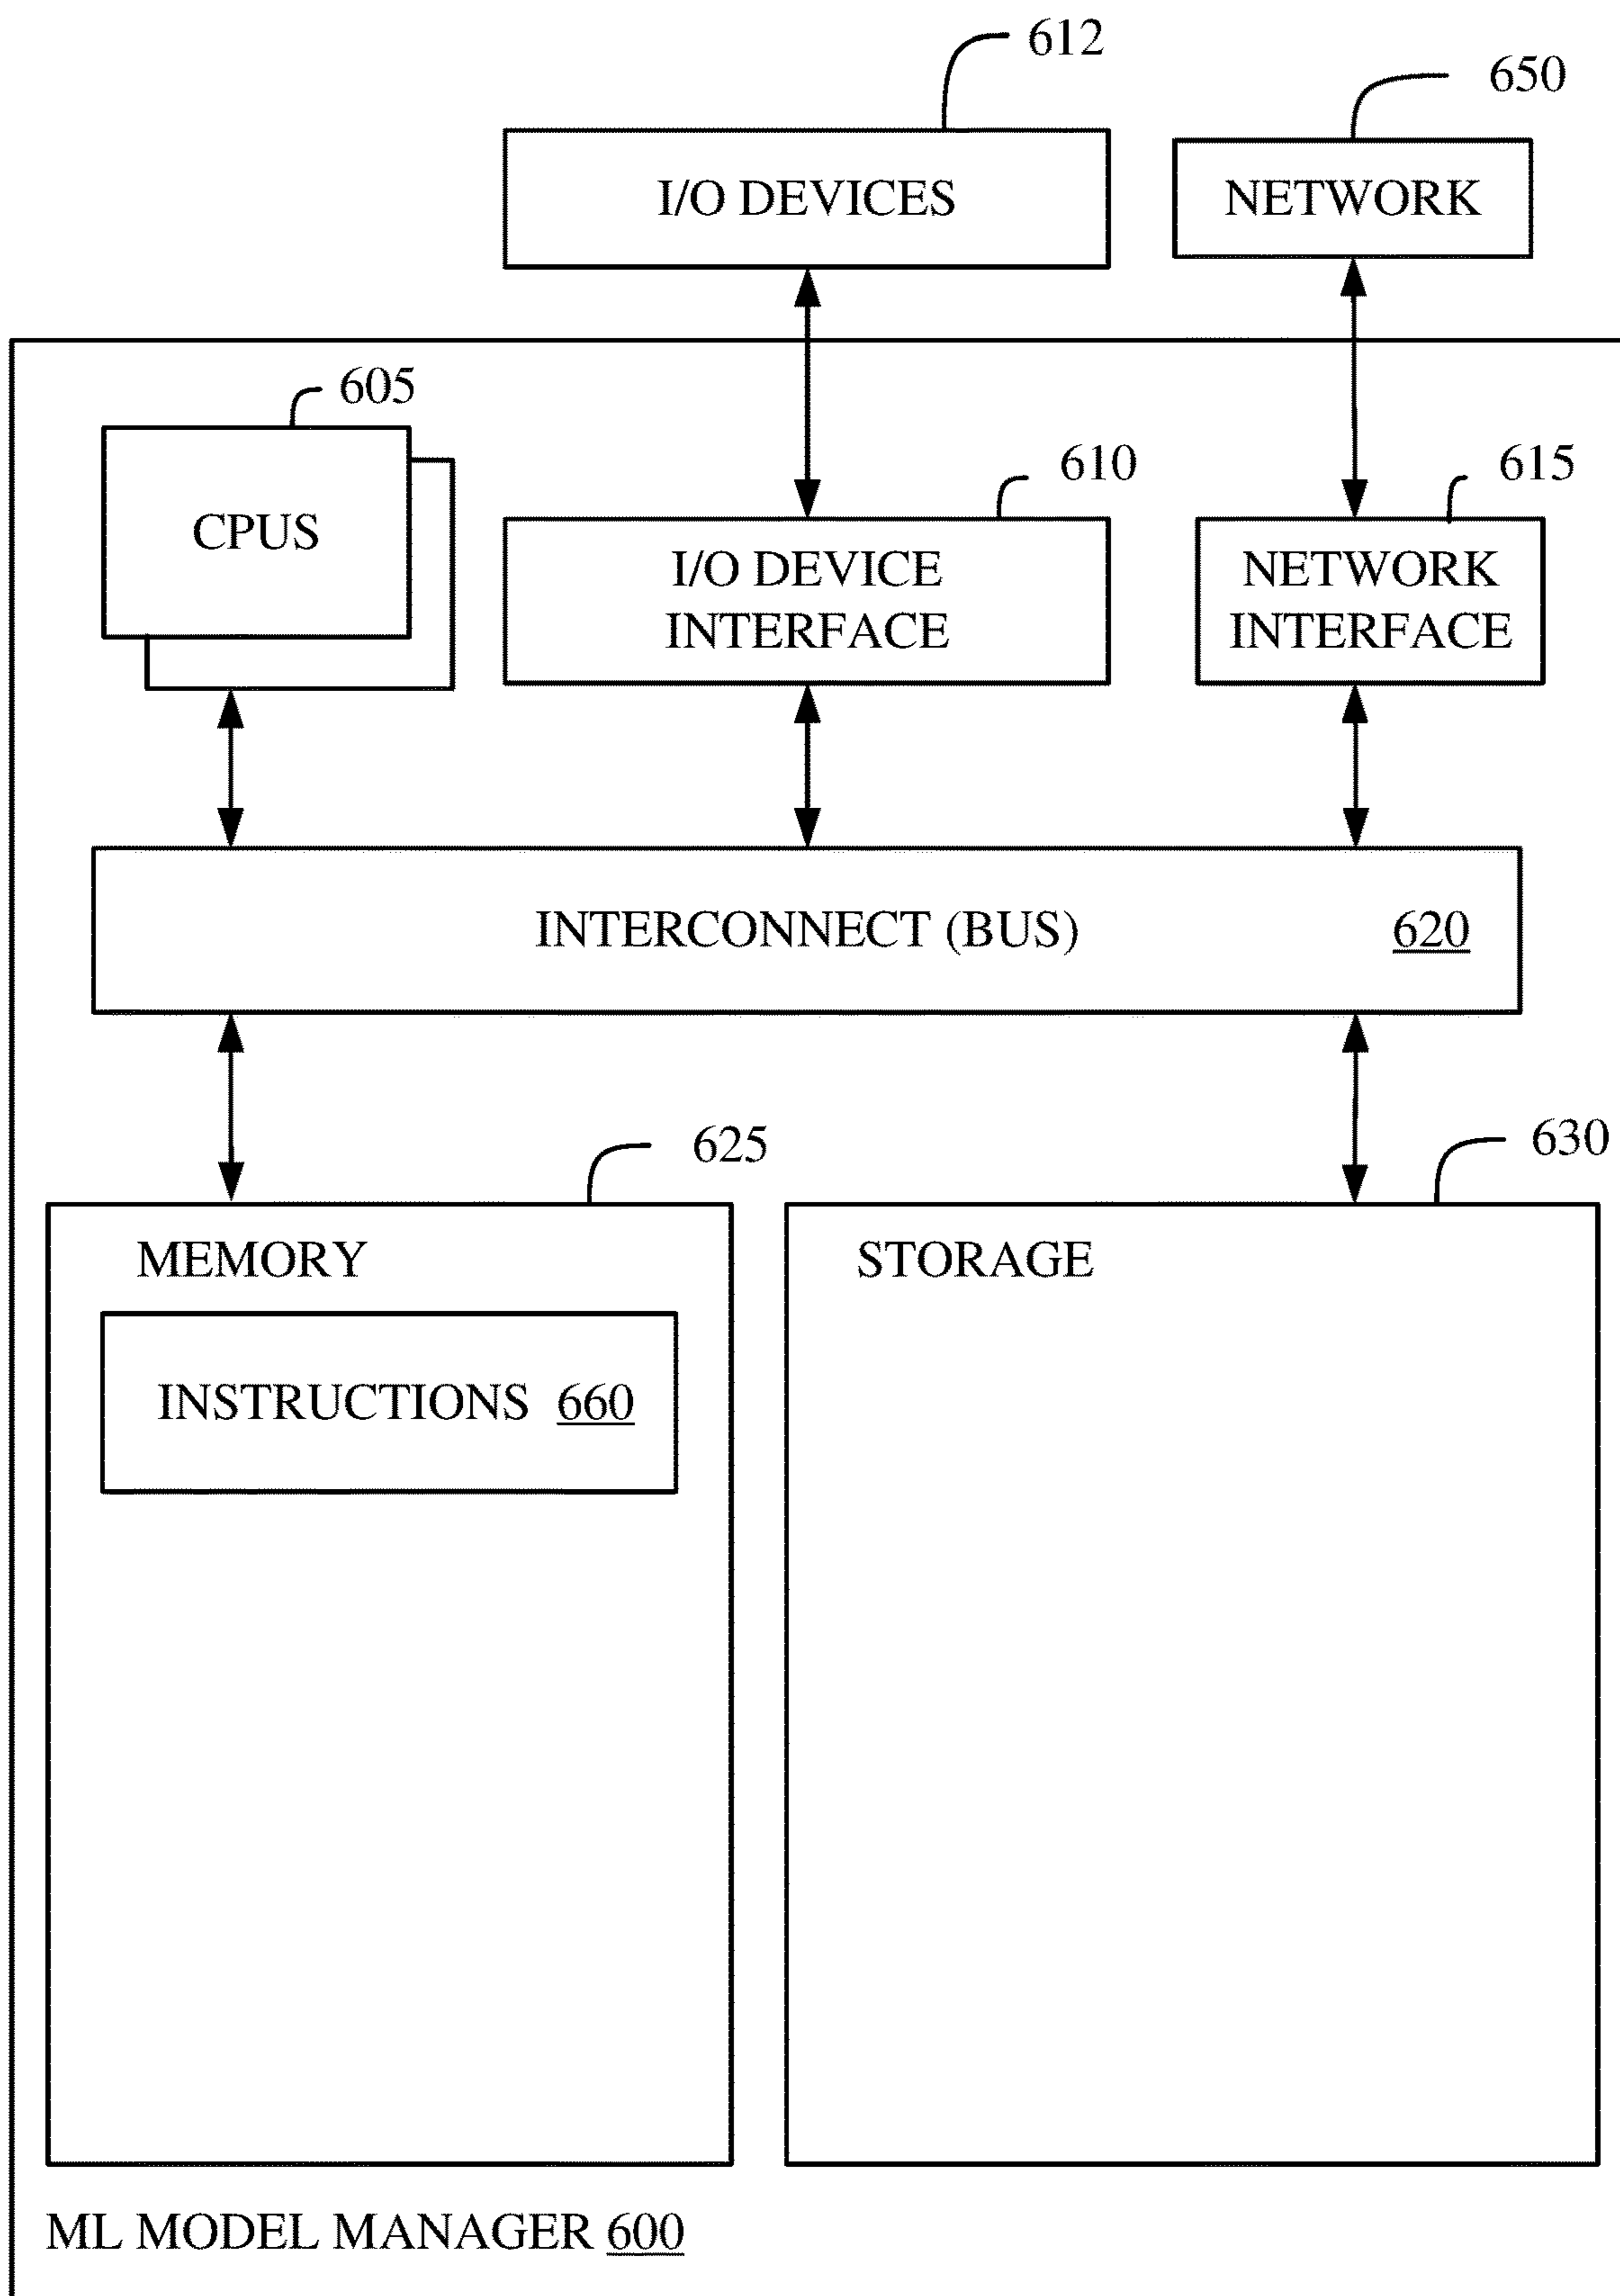 612
650
I/O DEVICES
NETWORK
605
610
615
CPUS
I/O DEVICE
INTERFACE
NETWORK
INTERFACE
INTERCONNECT (BUS) 620
625
630
MEMORY
STORAGE
INSTRUCTIONS 660
ML MODEL MANAGER 600